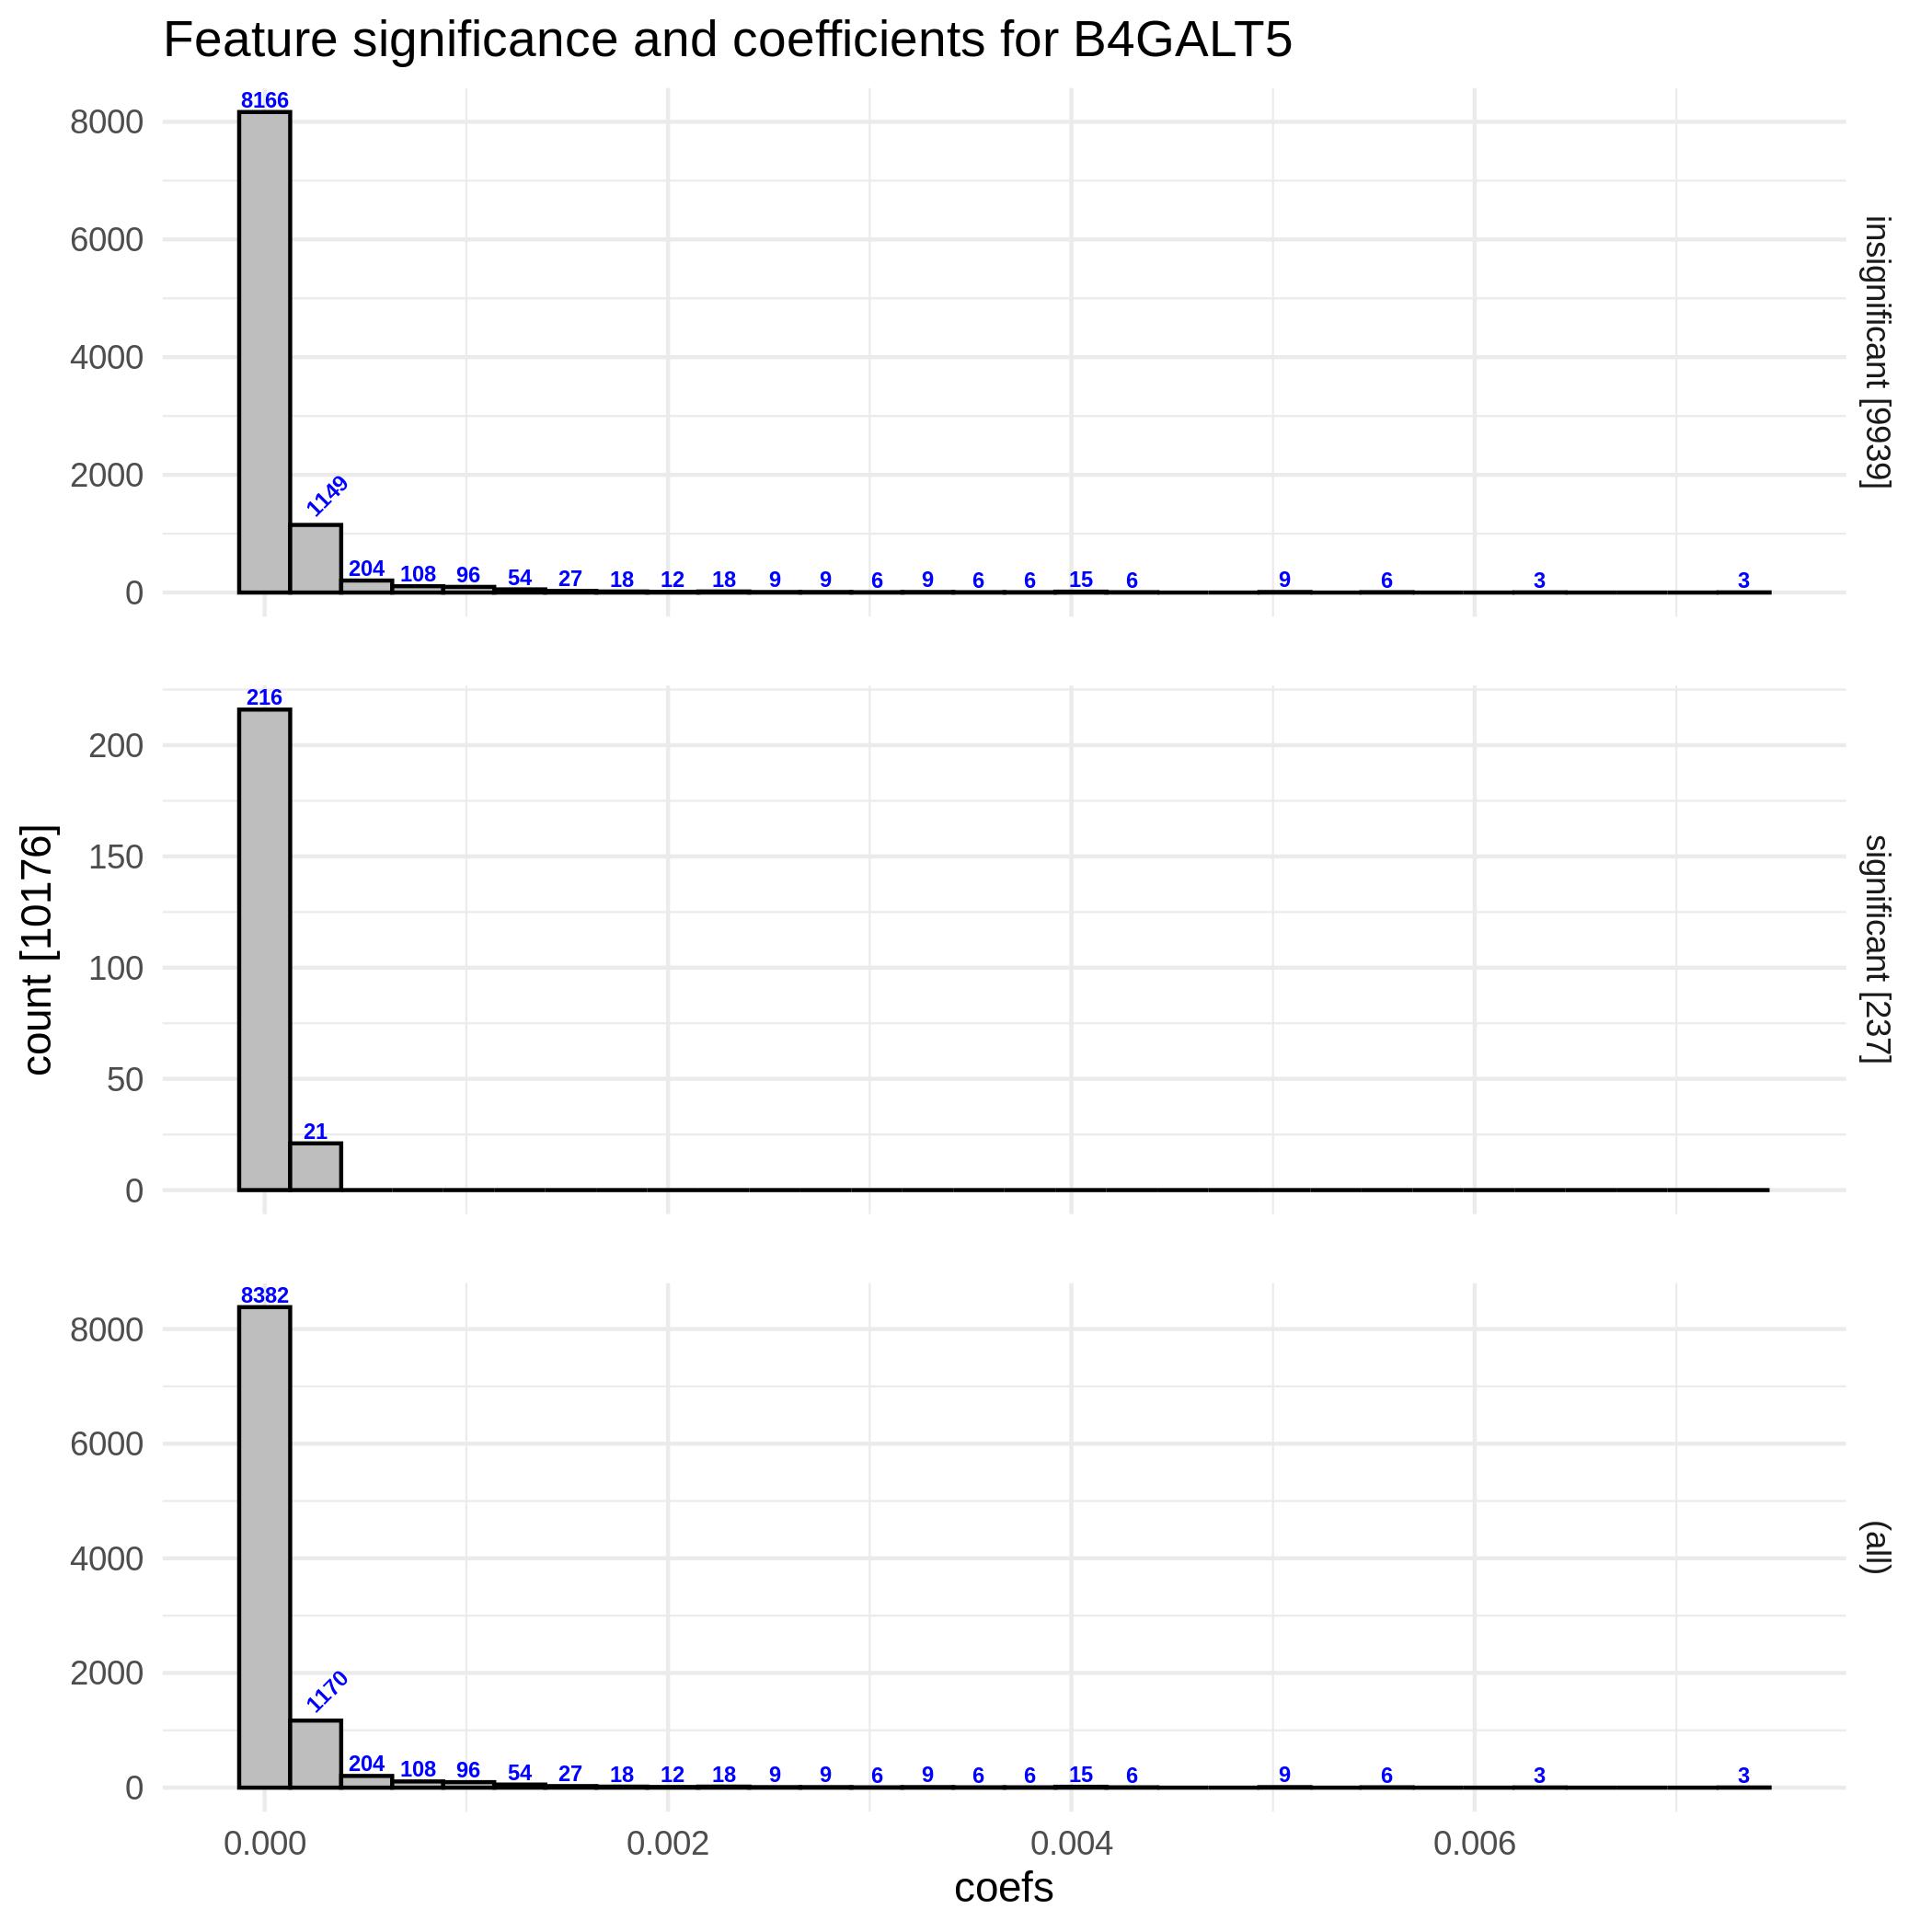 Feature significance and coefficients for B4GALT5
8166
8000
6000
4000
2000
0
1149
204 108 96 54 27 18 12 18 9 9 6 9 6 6 15 6 9 6 3 3
insignificant [9939]
216
200
150
100
50
0
21
significant [237]
count [10176]
8382
8000
6000
4000
2000
0
1170
204 108 96 54 27 18 12 18 9 9 6 9 6 6 15 6 9 6 3 3
(all)
0.000 0.002 0.004 0.006
coefs